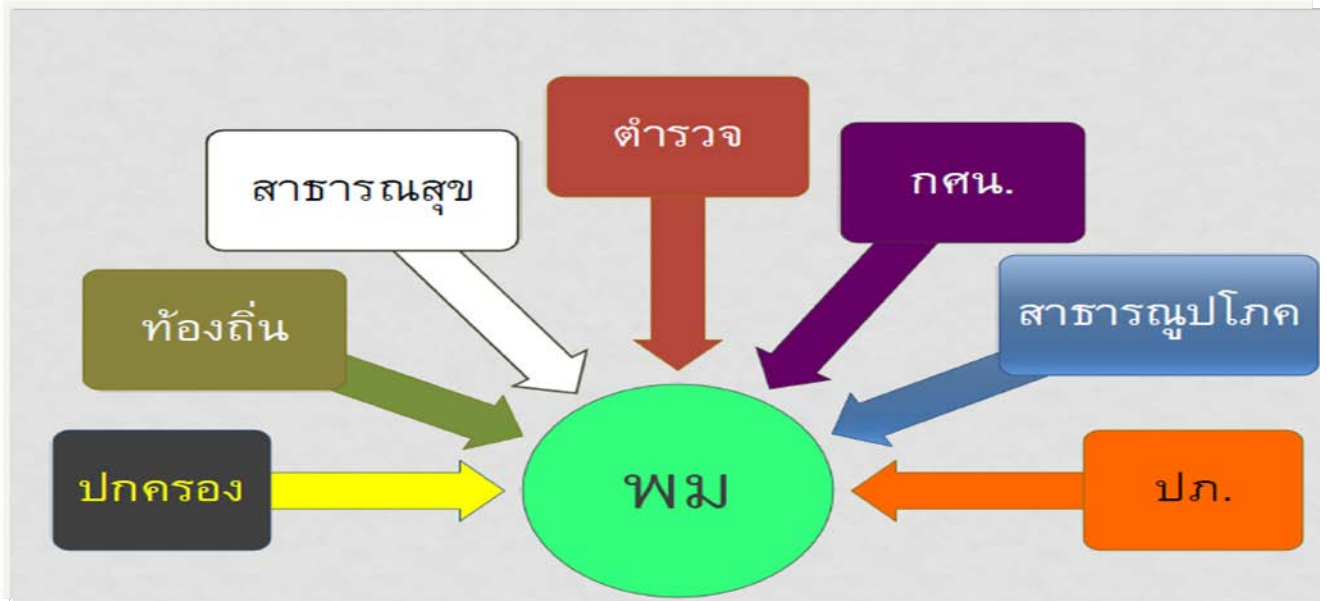 ตำรวจ
สาธารณสุข
กศน.
ท้องถิ่น
สาธารณูปโภค
ปกครอง
พม
ปภ.